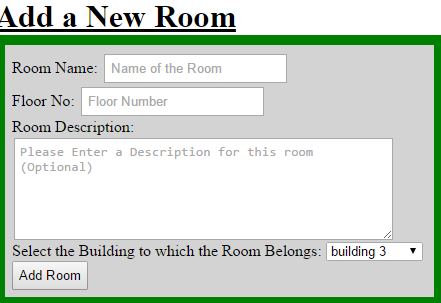 Add a New Room
Room Name: Name of the Room
Floor No: Floor Number
Room Description:
Please Enter a Description for this room
(Optional)
Select the Building to which the Room Belongs: building 3
Add Room